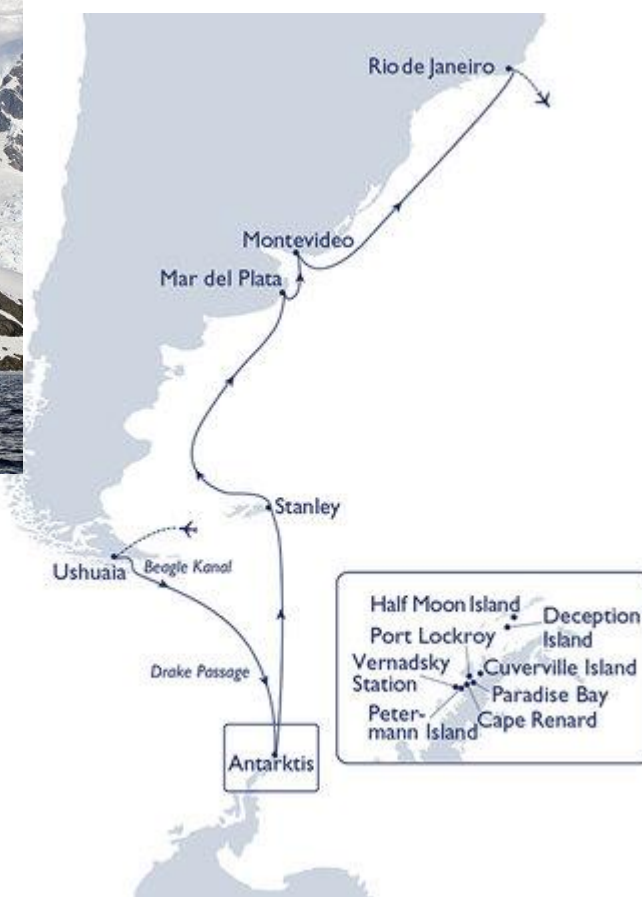 Rio de Janeiro
Montevideo
Mar del Plata
Stanley
Ushuaia
Beagle Kanal
Drake Passage
Antarktis
Half Moon Island
Deception
Island
Port Lockroy
Vernadsky
Station
Cuverville Island
Paradise Bay
Peter-
mann Island
Cape Renard